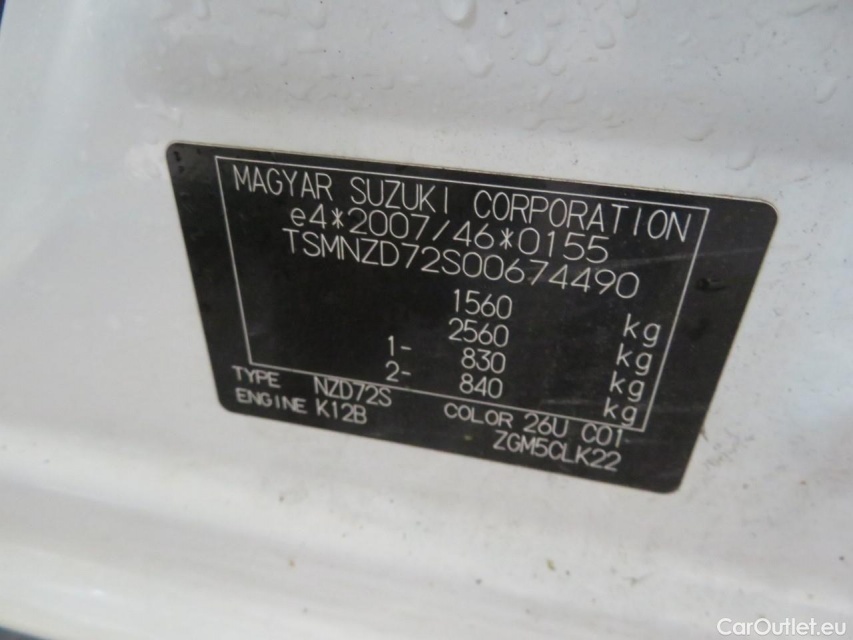 MAGYAR SUZUKI CORPORATION
e4*2007/46*0155
TSMNZD72S00674490
1560 kg
2560 kg
1- 830 kg
2- 840 kg
TYPE NZD72S
ENGINE K12B COLOR 26U C01
ZGM5CLK22
CarOutlet.eu